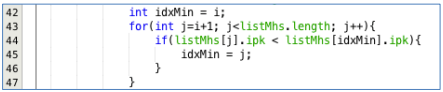 42 int idxMin = i;
43 for(int j=i+1; j<listMhs.length; j++){
44 if(listMhs[j].ipk < listMhs[idxMin].ipk){
45 idxMin = j;
46 }
47 }